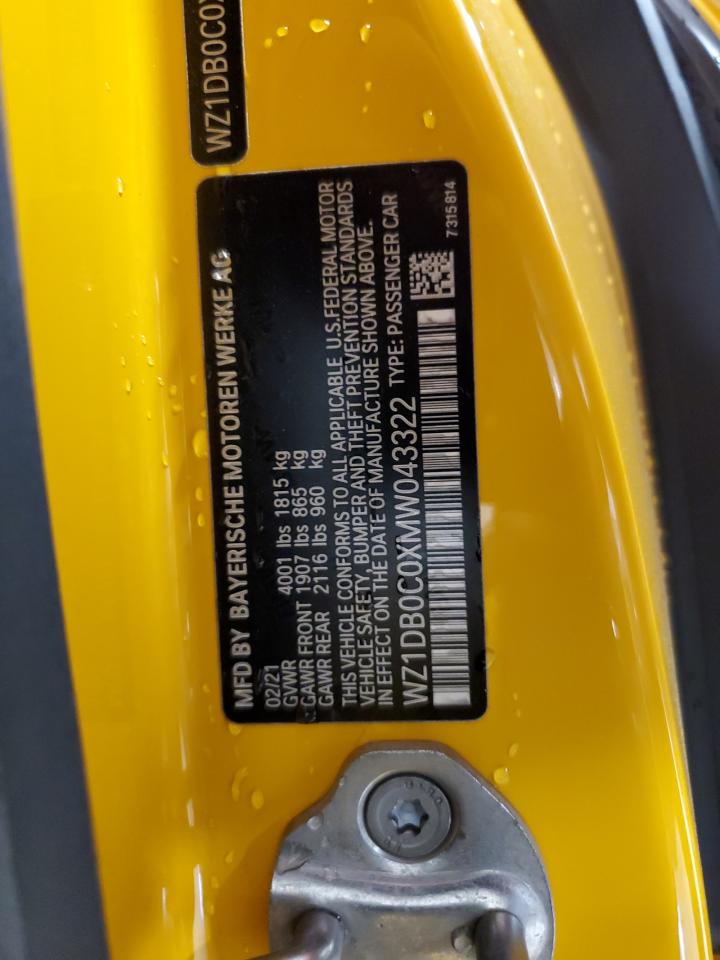 MFD BY BAYERISCHE MOTOREN WERKE AG
02/21
GVWR 4001 lbs 1815 kg
GAWR FRONT 1907 lbs 865 kg
GAWR REAR 2116 lbs 960 kg
THIS VEHICLE CONFORMS TO ALL APPLICABLE U.S.FEDERAL MOTOR
VEHICLE SAFETY, BUMPER AND THEFT PREVENTION STANDARDS
IN EFFECT ON THE DATE OF MANUFACTURE SHOWN ABOVE.
WZ1DB0C0XMW043322 TYPE: PASSENGER CAR
7315814
WZ1DB0C0X